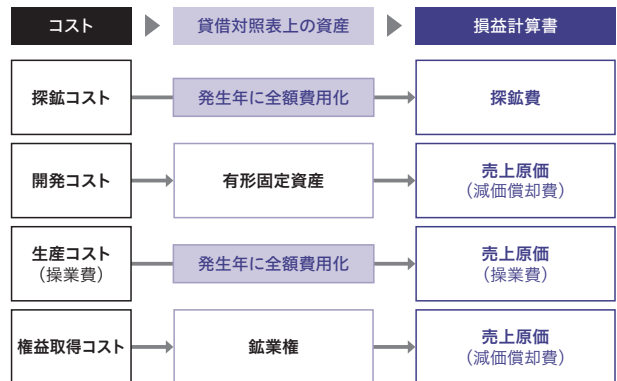 コスト
貸借対照表上の資産
損益計算書
探鉱コスト
発生年に全額費用化
探鉱費
開発コスト
有形固定資産
売上原価
（減価償却費）
生産コスト
（操業費）
発生年に全額費用化
売上原価
（操業費）
権益取得コスト
鉱業権
売上原価
（減価償却費）